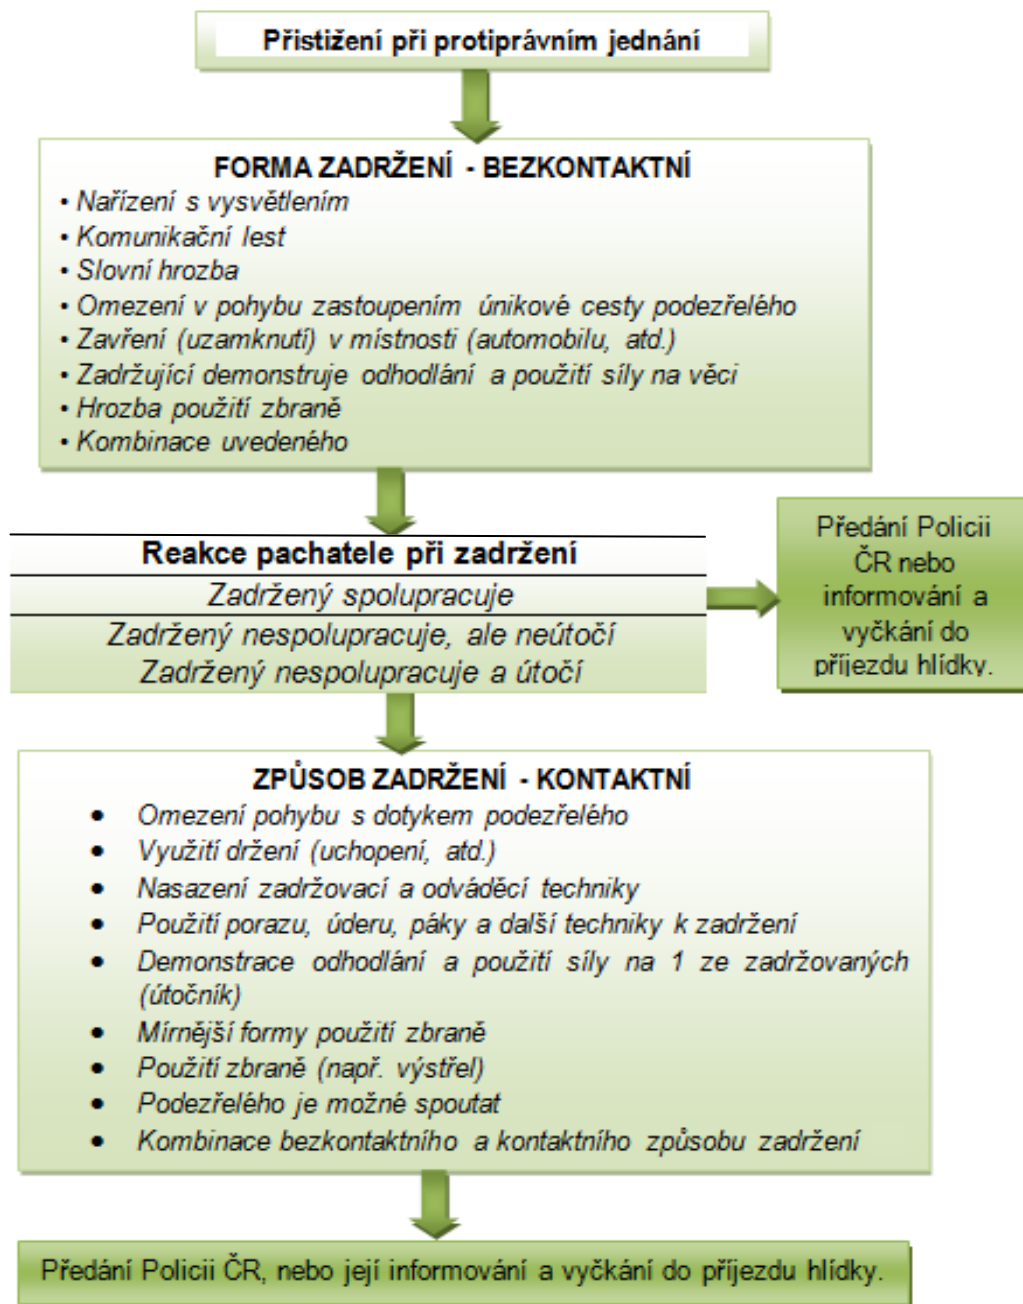 Přistižení při protiprávním jednání
FORMA ZADRŽENÍ - BEZKONTAKTNÍ
• Nařízení s vysvětlením
• Komunikační lest
• Slovní hrozba
• Omezení v pohybu zastoupením únikové cesty podezřelého
• Zavření (uzamknutí) v místnosti (automobilu, atd.)
• Zadržující demonstruje odhodlání a použití síly na věci
• Hrozba použití zbraně
• Kombinace uvedeného
Reakce pachatele při zadržení
Zadržený spolupracuje
Zadržený nespolupracuje, ale neútočí
Zadržený nespolupracuje a útočí
Předání Policii
ČR nebo
informování a
vyčkání do
příjezdu hlídky.
ZPŮSOB ZADRŽENÍ - KONTAKTNÍ
• Omezení pohybu s dotykem podezřelého
• Využití držení (uchopení, atd.)
• Nasazení zadržovací a odváděcí techniky
• Použití porazu, úderu, páky a další techniky k zadržení
• Demonstrace odhodlání a použití síly na 1 ze zadržovaných
(útočník)
• Mírnější formy použití zbraně
• Použití zbraně (např. výstřel)
• Podezřelého je možné spoutat
• Kombinace bezkontaktního a kontaktního způsobu zadržení
Předání Policii ČR, nebo její informování a vyčkání do příjezdu hlídky.